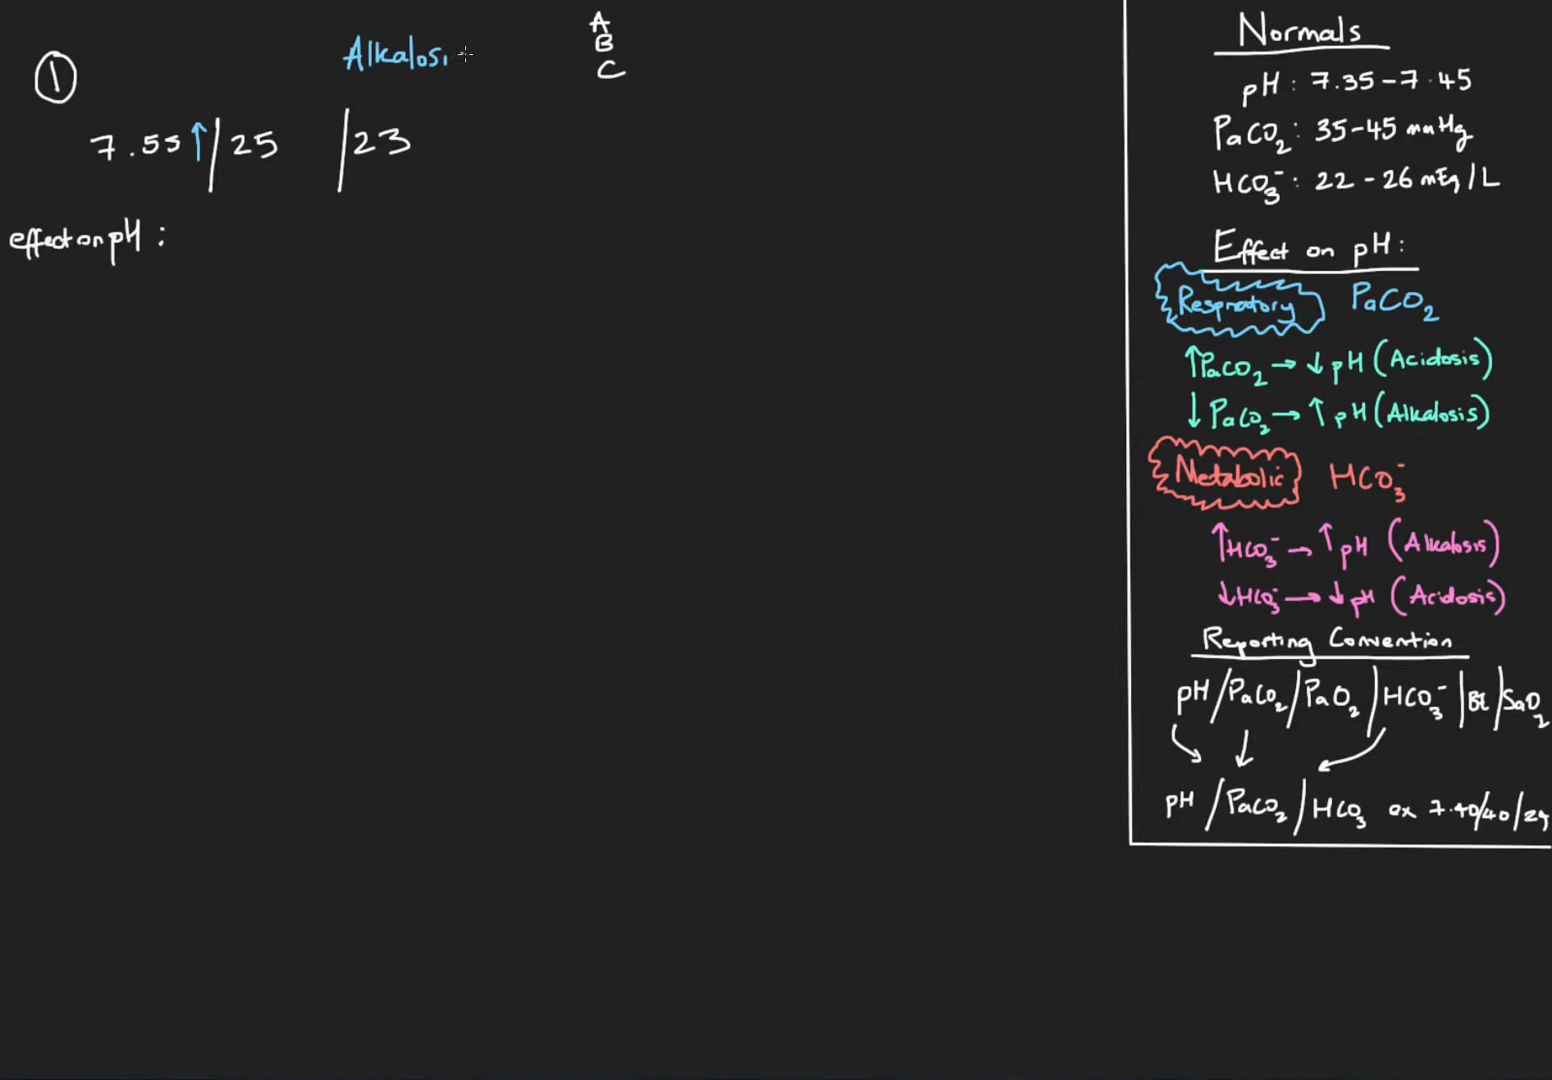 ①
Alkalosi
A
B
C
7.55↑/25 /23
effect on pH :
Normals
pH : 7.35-7.45
PaCO₂: 35-45 mmHg
HCO₃⁻: 22-26 mEq/L
Effect on pH:
Respiratory PaCO₂
↑PaCO₂→↓pH (Acidosis)
↓PaCO₂→↑pH (Alkalosis)
Metabolic HCO₃⁻
↑HCO₃⁻→↑pH (Alkalosis)
↓HCO₃⁻→↓pH (Acidosis)
Reporting Convention
pH/PaCO₂/PaO₂/HCO₃⁻/BE/SaO₂
pH/PaCO₂/HCO₃ ex 7.40/40/24